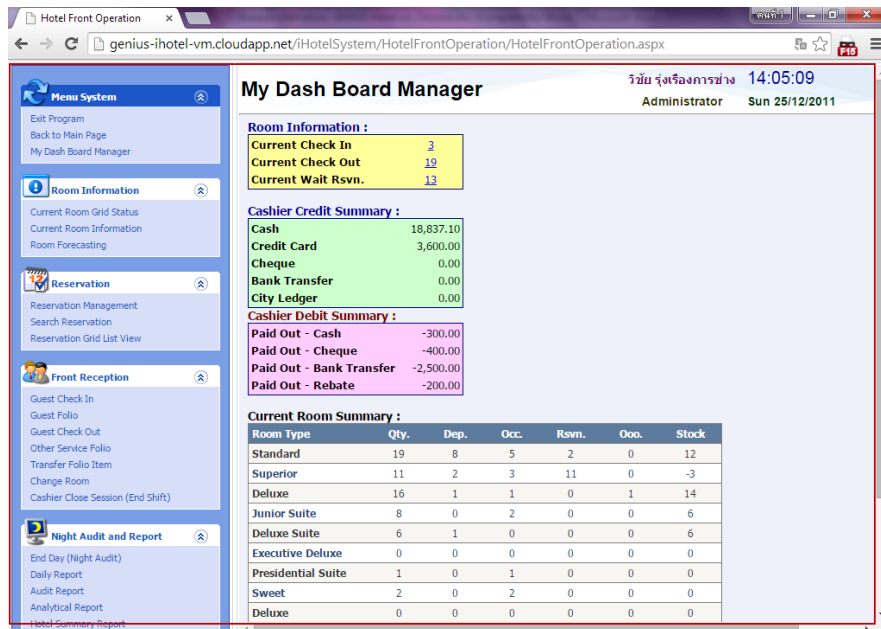 Hotel Front Operation
genius-ihotel-vm.cloudapp.net/iHotelSystem/HotelFrontOperation/HotelFrontOperation.aspx
Menu System
Exit Program
Back to Main Page
My Dash Board Manager
Room Information
Current Room Grid Status
Current Room Information
Room Forecasting
Reservation
Reservation Management
Search Reservation
Reservation Grid List View
Front Reception
Guest Check In
Guest Folio
Guest Check Out
Other Service Folio
Transfer Folio Item
Change Room
Cashier Close Session (End Shift)
Night Audit and Report
End Day (Night Audit)
Daily Report
Audit Report
Analytical Report
Hotel Summary Report
My Dash Board Manager
วิชัย รุ่งเรืองการช่าง 14:05:09
Administrator Sun 25/12/2011
Room Information :
Current Check In 3
Current Check Out 19
Current Wait Rsvn. 13
Cashier Credit Summary :
Cash 18,837.10
Credit Card 3,600.00
Cheque 0.00
Bank Transfer 0.00
City Ledger 0.00
Cashier Debit Summary :
Paid Out - Cash -300.00
Paid Out - Cheque -400.00
Paid Out - Bank Transfer -2,500.00
Paid Out - Rebate -200.00
Current Room Summary :
Room Type Qty. Dep. Occ. Rsvn. Ooo. Stock
Standard 19 8 5 2 0 12
Superior 11 2 3 11 0 -3
Deluxe 16 1 1 0 1 14
Junior Suite 8 0 2 0 0 6
Deluxe Suite 6 1 0 0 0 6
Executive Deluxe 0 0 0 0 0 0
Presidential Suite 1 0 1 0 0 0
Sweet 2 0 2 0 0 0
Deluxe 0 0 0 0 0 0